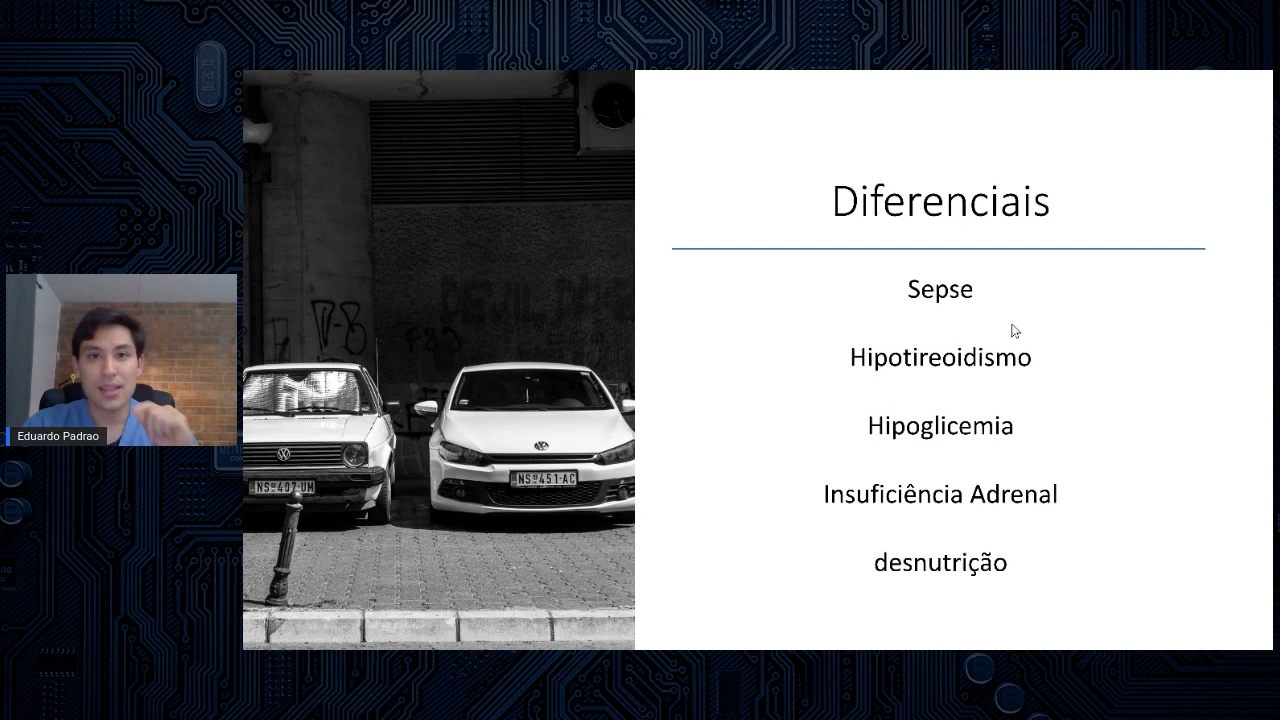 Diferenciais
Sepse
Hipotireoidismo
Hipoglicemia
Insuficiência Adrenal
desnutrição
Eduardo Padrao
NS 407-UM
NS 451-AC